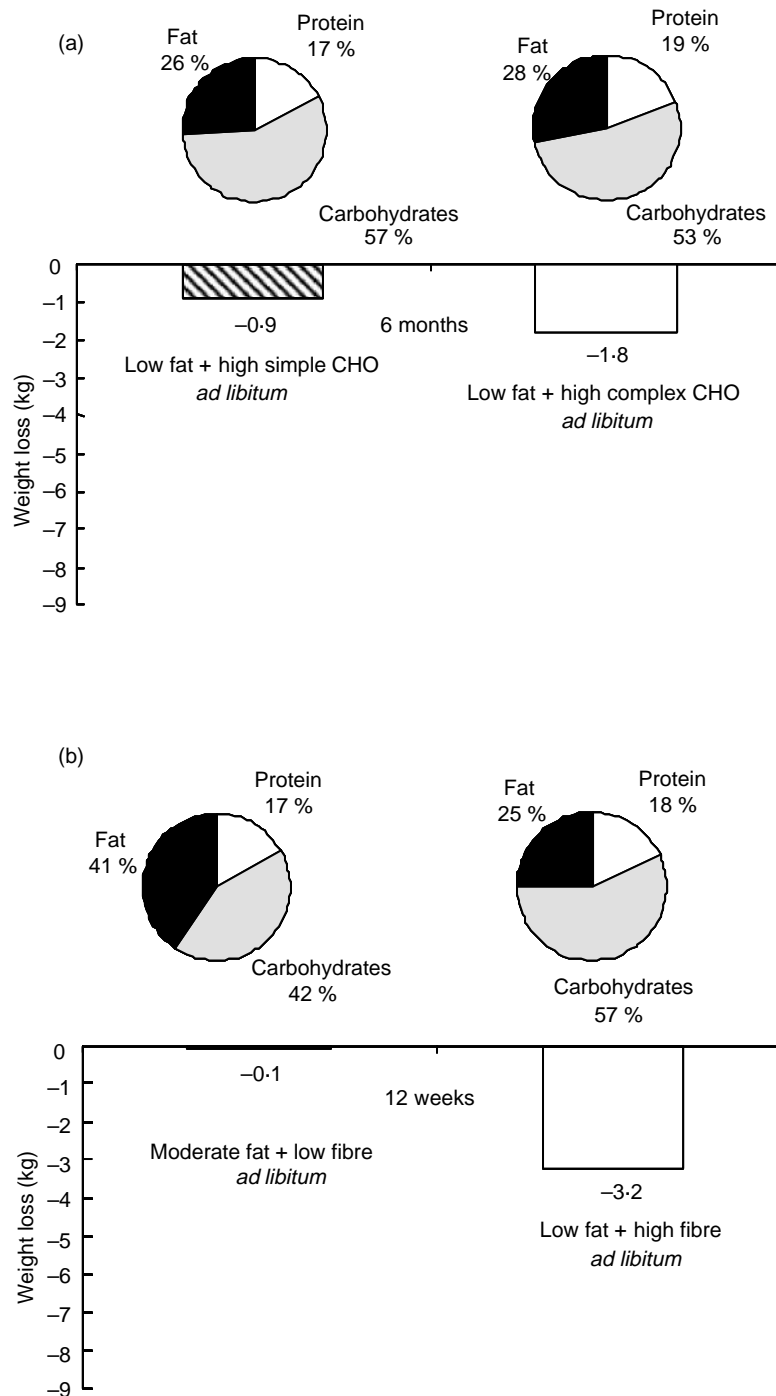 (a)
Fat
26 %
Protein
17 %
Carbohydrates
57 %
Fat
28 %
Protein
19 %
Carbohydrates
53 %
Weight loss (kg)
0
–1
–2
–3
–4
–5
–6
–7
–8
–9
–0·9
Low fat + high simple CHO
ad libitum
6 months
–1·8
Low fat + high complex CHO
ad libitum
(b)
Fat
41 %
Protein
17 %
Carbohydrates
42 %
Fat
25 %
Protein
18 %
Carbohydrates
57 %
Weight loss (kg)
0
–1
–2
–3
–4
–5
–6
–7
–8
–9
–0·1
Moderate fat + low fibre
ad libitum
12 weeks
–3·2
Low fat + high fibre
ad libitum